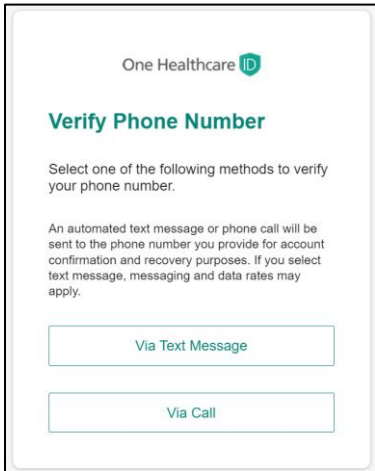 One Healthcare ID
Verify Phone Number
Select one of the following methods to verify
your phone number.
An automated text message or phone call will be
sent to the phone number you provide for account
confirmation and recovery purposes. If you select
text message, messaging and data rates may
apply.
Via Text Message
Via Call